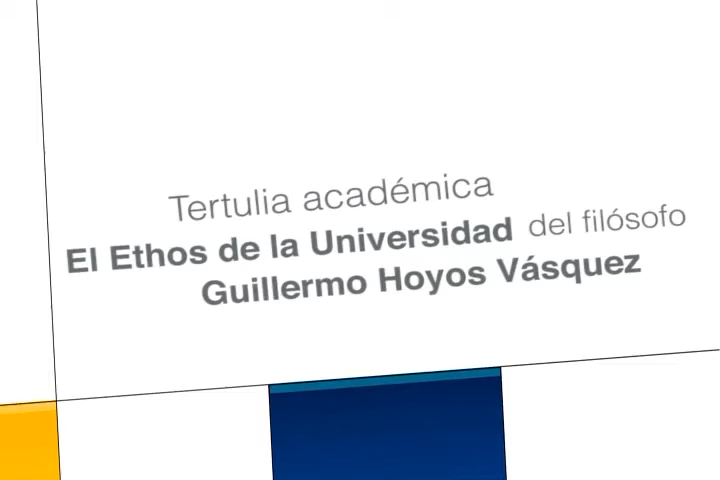 Tertulia académica
El Ethos de la Universidad del filósofo
Guillermo Hoyos Vásquez